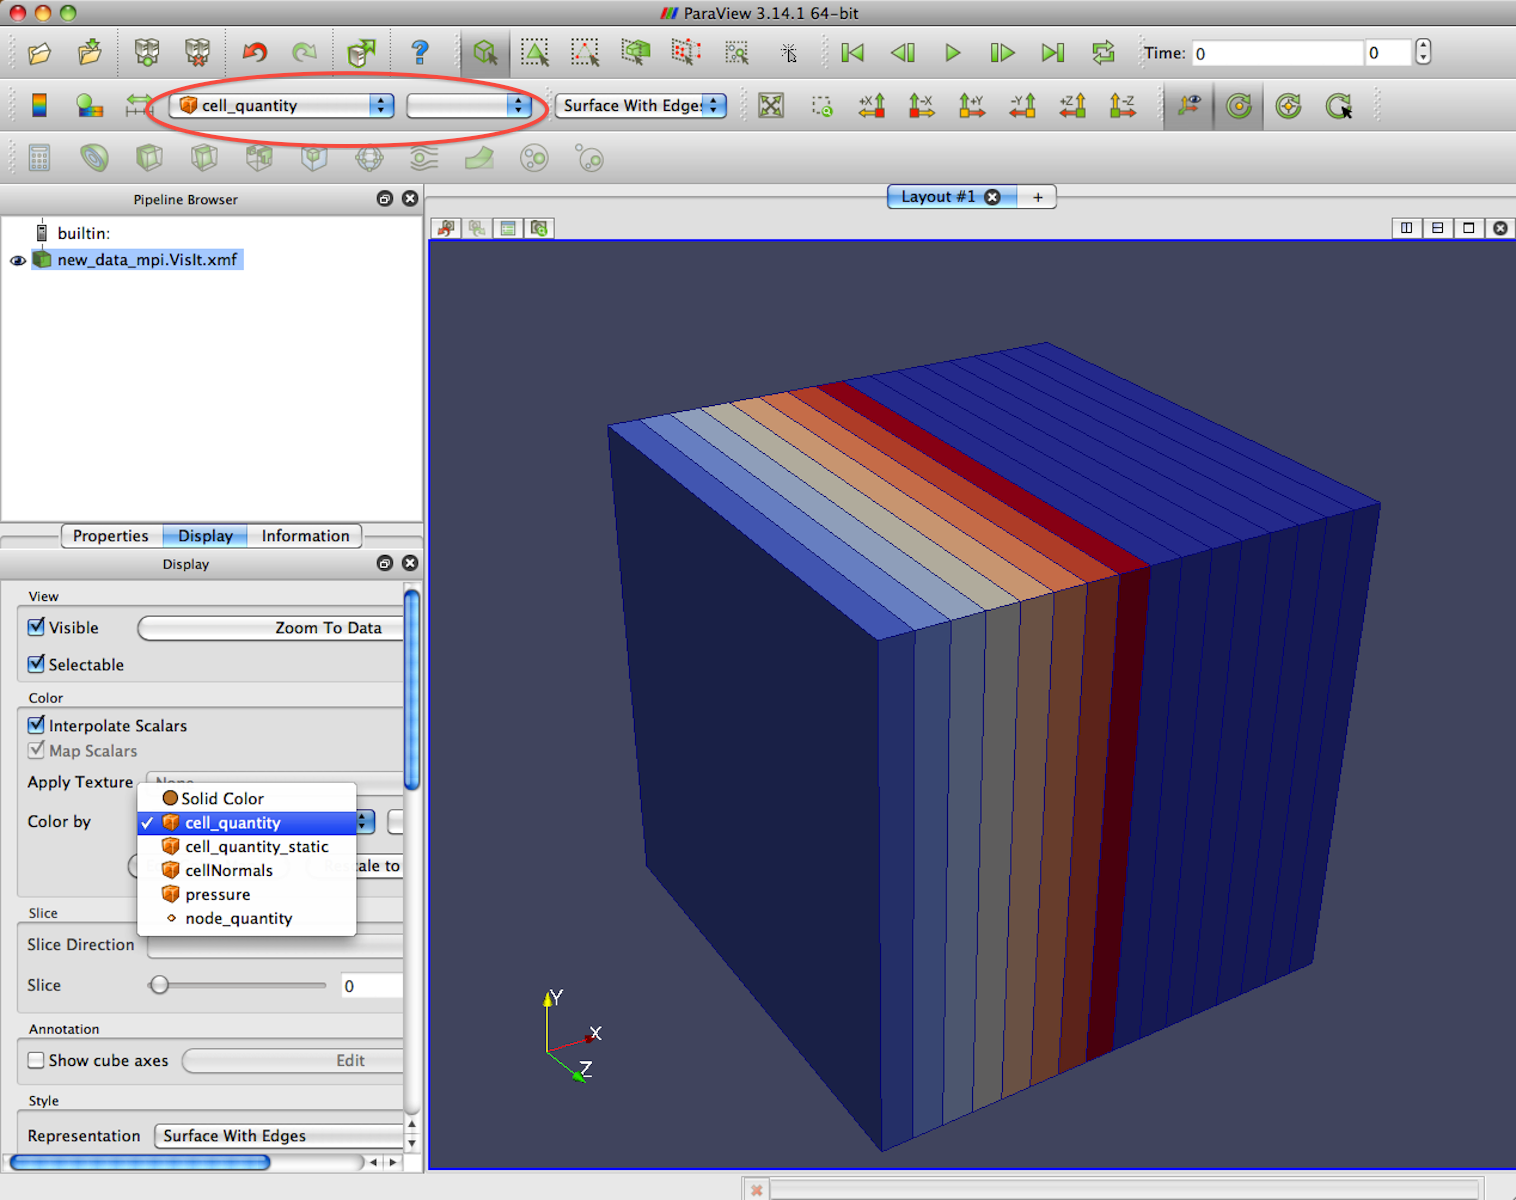 ParaView 3.14.1 64-bit
Time: 0 0
cell_quantity Surface With Edge:
+X -X +Y -Y +Z -Z
Pipeline Browser
Layout #1 +
builtin:
new_data_mpi.VisIt.xmf
Properties Display Information
Display
View
Visible Zoom To Data
Selectable
Color
Interpolate Scalars
Map Scalars
Apply Texture None
Solid Color
Color by
cell_quantity
cell_quantity_static
cellNormals
scale to
pressure
node_quantity
Slice
Slice Direction
Slice 0
Annotation
Show cube axes Edit
Style
Representation Surface With Edges
Y
X
Z